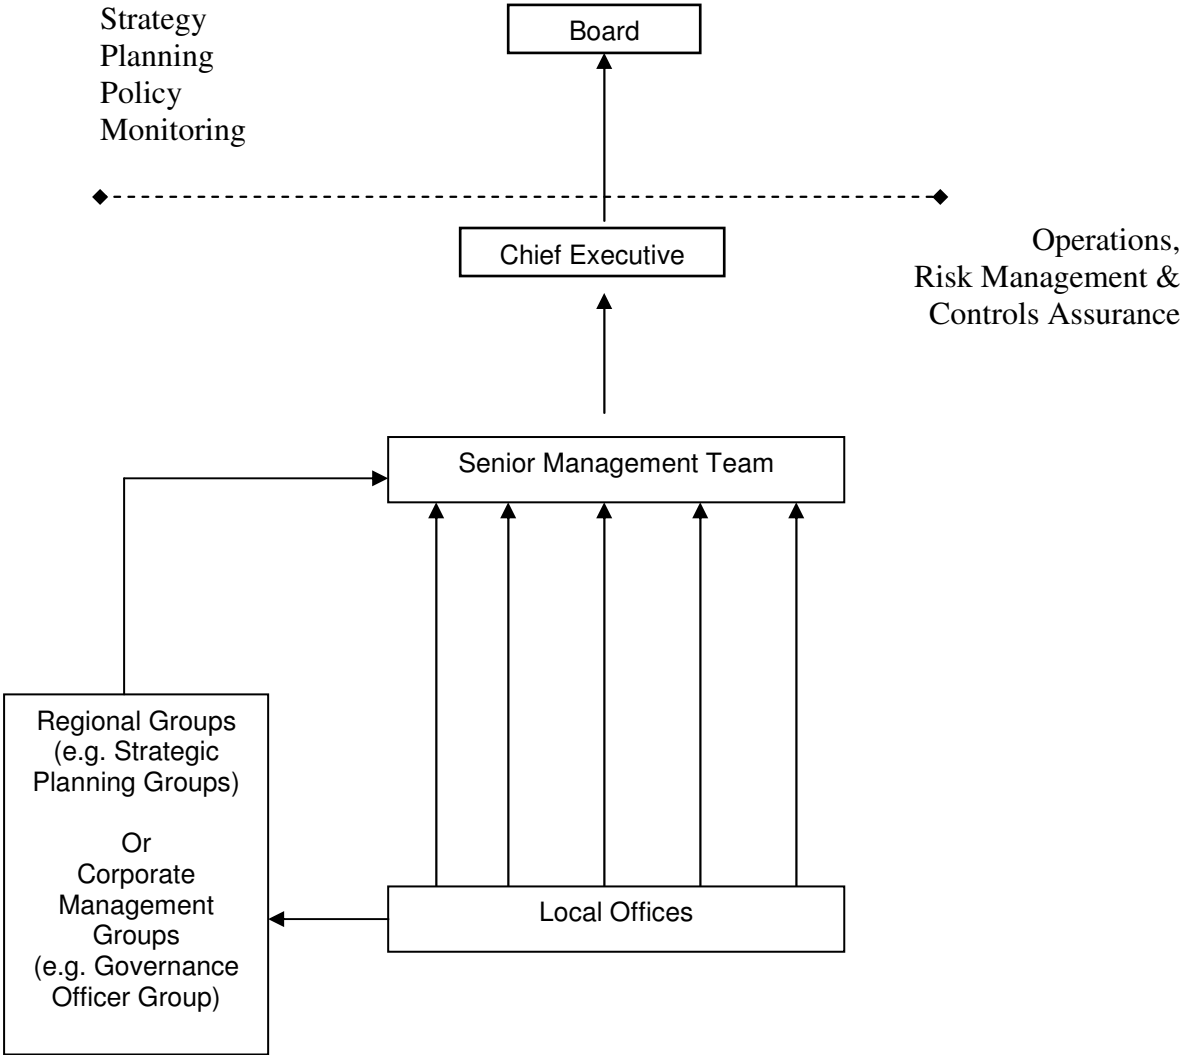 Strategy
Planning
Policy
Monitoring
Board
Chief Executive
Operations,
Risk Management &
Controls Assurance
Senior Management Team
Regional Groups
(e.g. Strategic
Planning Groups)
Or
Corporate
Management
Groups
(e.g. Governance
Officer Group)
Local Offices